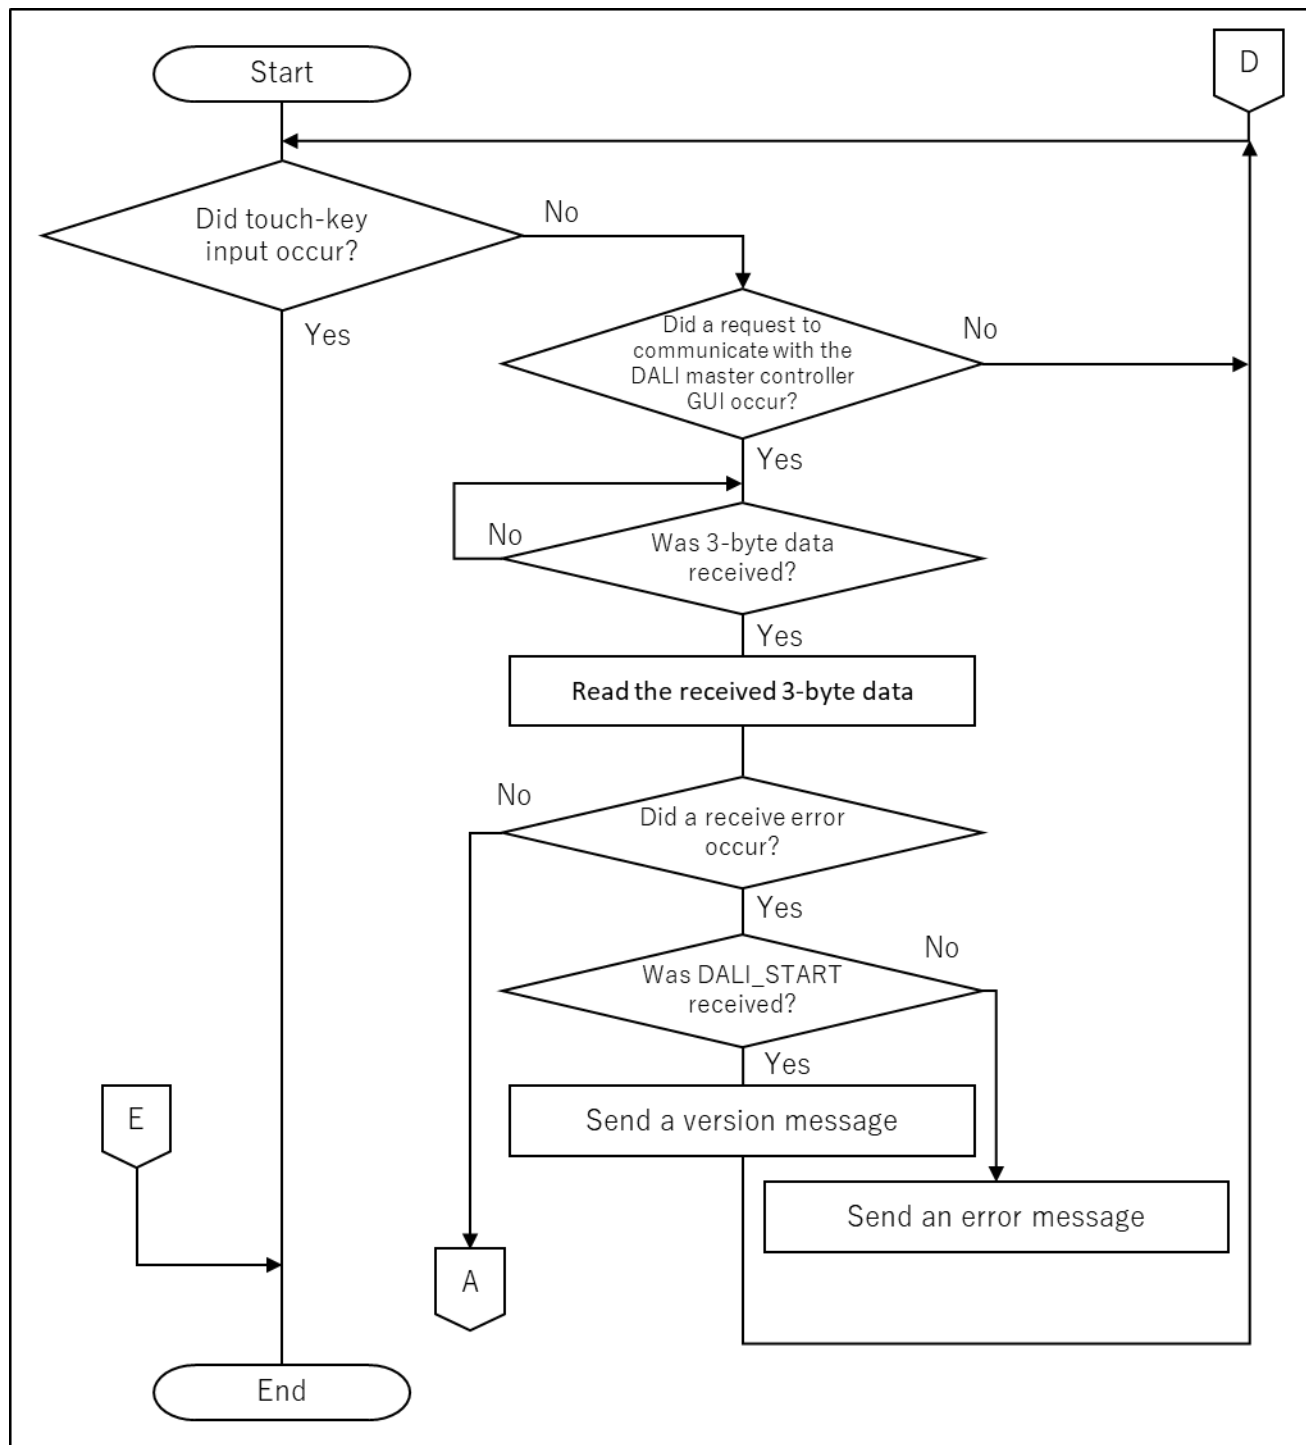 Start
D
Did touch-key
input occur?
No
Yes
Did a request to
communicate with the
DALI master controller
GUI occur?
No
Yes
Was 3-byte data
received?
No
Yes
Read the received 3-byte data
No
Did a receive error
occur?
Yes
No
Was DALI_START
received?
Yes
E
Send a version message
Send an error message
A
End